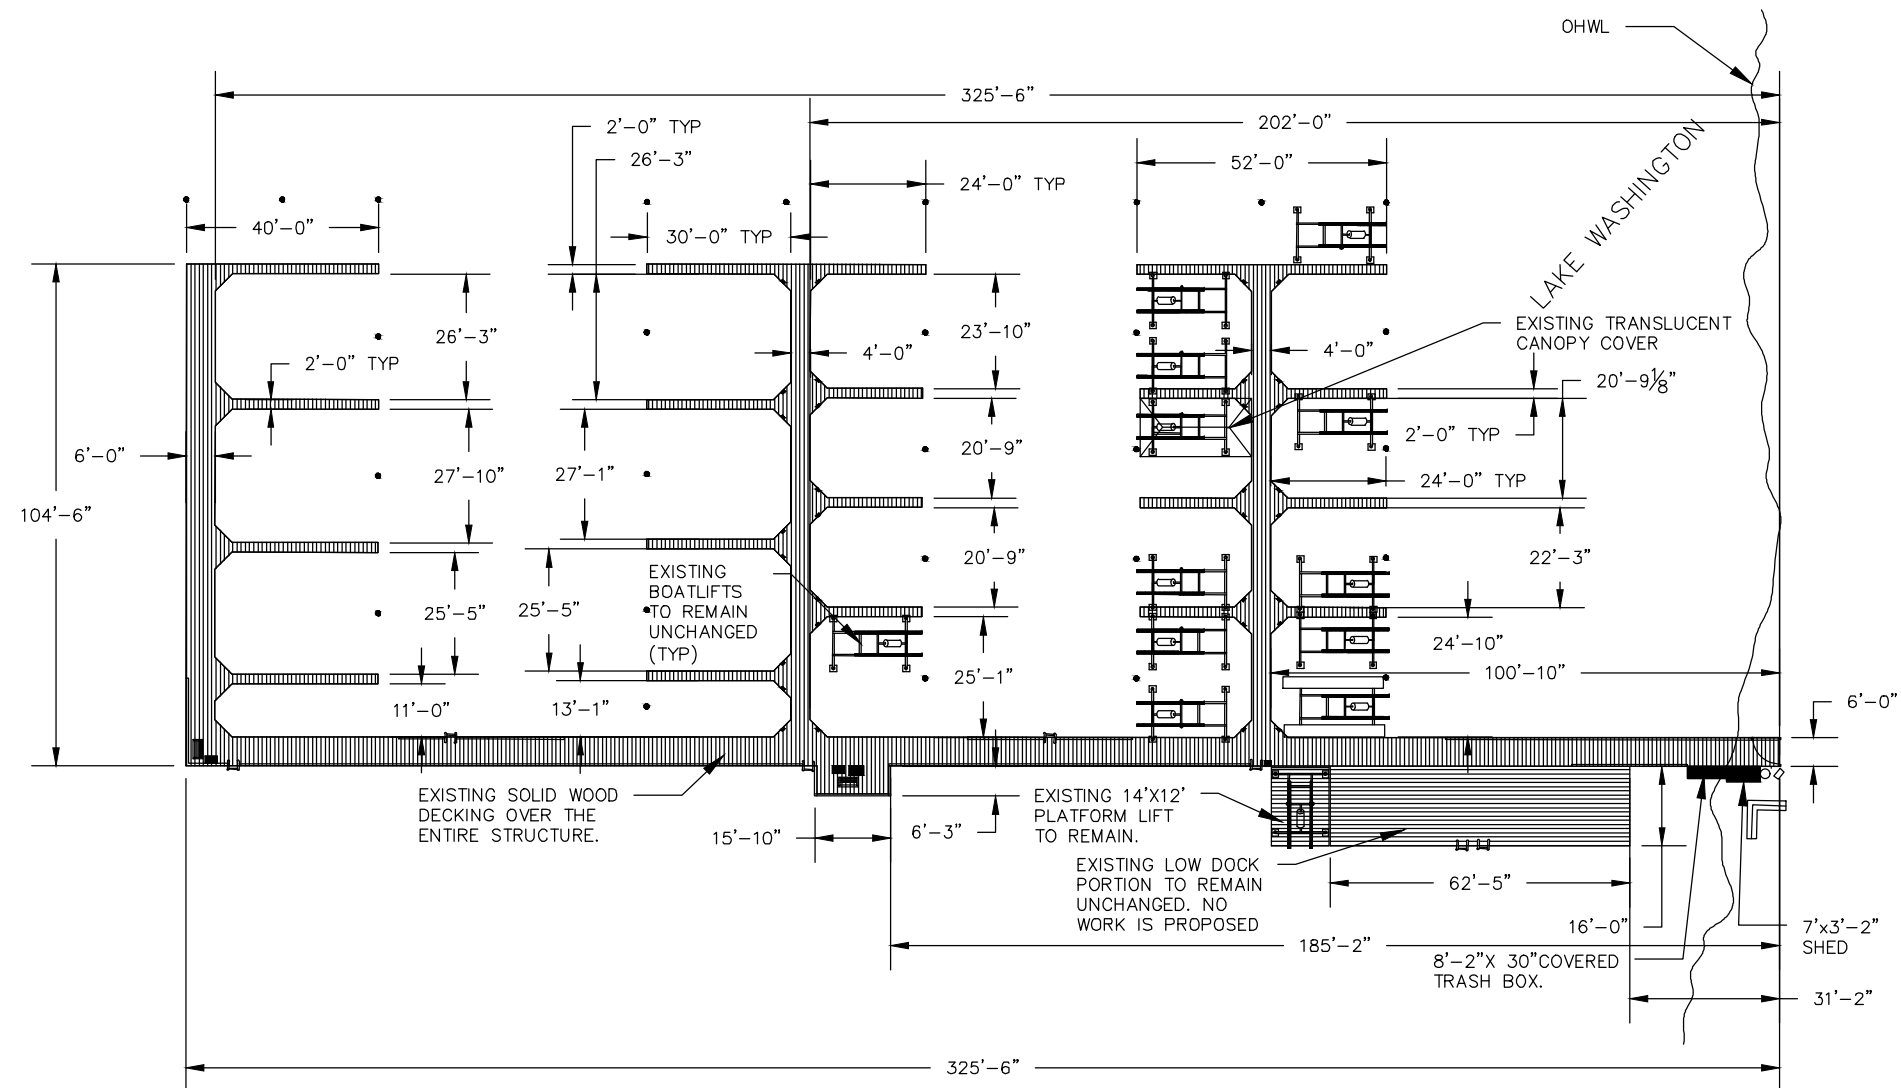 OHWL
325'-6"
202'-0"
2'-0" TYP
26'-3"
52'-0"
24'-0" TYP
40'-0"
30'-0" TYP
LAKE WASHINGTON
26'-3"
23'-10"
EXISTING TRANSLUCENT
CANOPY COVER
2'-0" TYP
4'-0"
4'-0"
20'-9⅛"
2'-0" TYP
6'-0"
27'-10"
27'-1"
20'-9"
24'-0" TYP
104'-6"
20'-9"
22'-3"
EXISTING
BOATLIFTS
TO REMAIN
UNCHANGED
(TYP)
25'-5"
25'-5"
24'-10"
25'-1"
100'-10"
11'-0"
13'-1"
6'-0"
EXISTING SOLID WOOD
DECKING OVER THE
ENTIRE STRUCTURE.
15'-10"
6'-3"
EXISTING 14'X12'
PLATFORM LIFT
TO REMAIN.
EXISTING LOW DOCK
PORTION TO REMAIN
UNCHANGED. NO
WORK IS PROPOSED
62'-5"
16'-0"
7'x3'-2"
SHED
185'-2"
8'-2"X 30"COVERED
TRASH BOX.
31'-2"
325'-6"